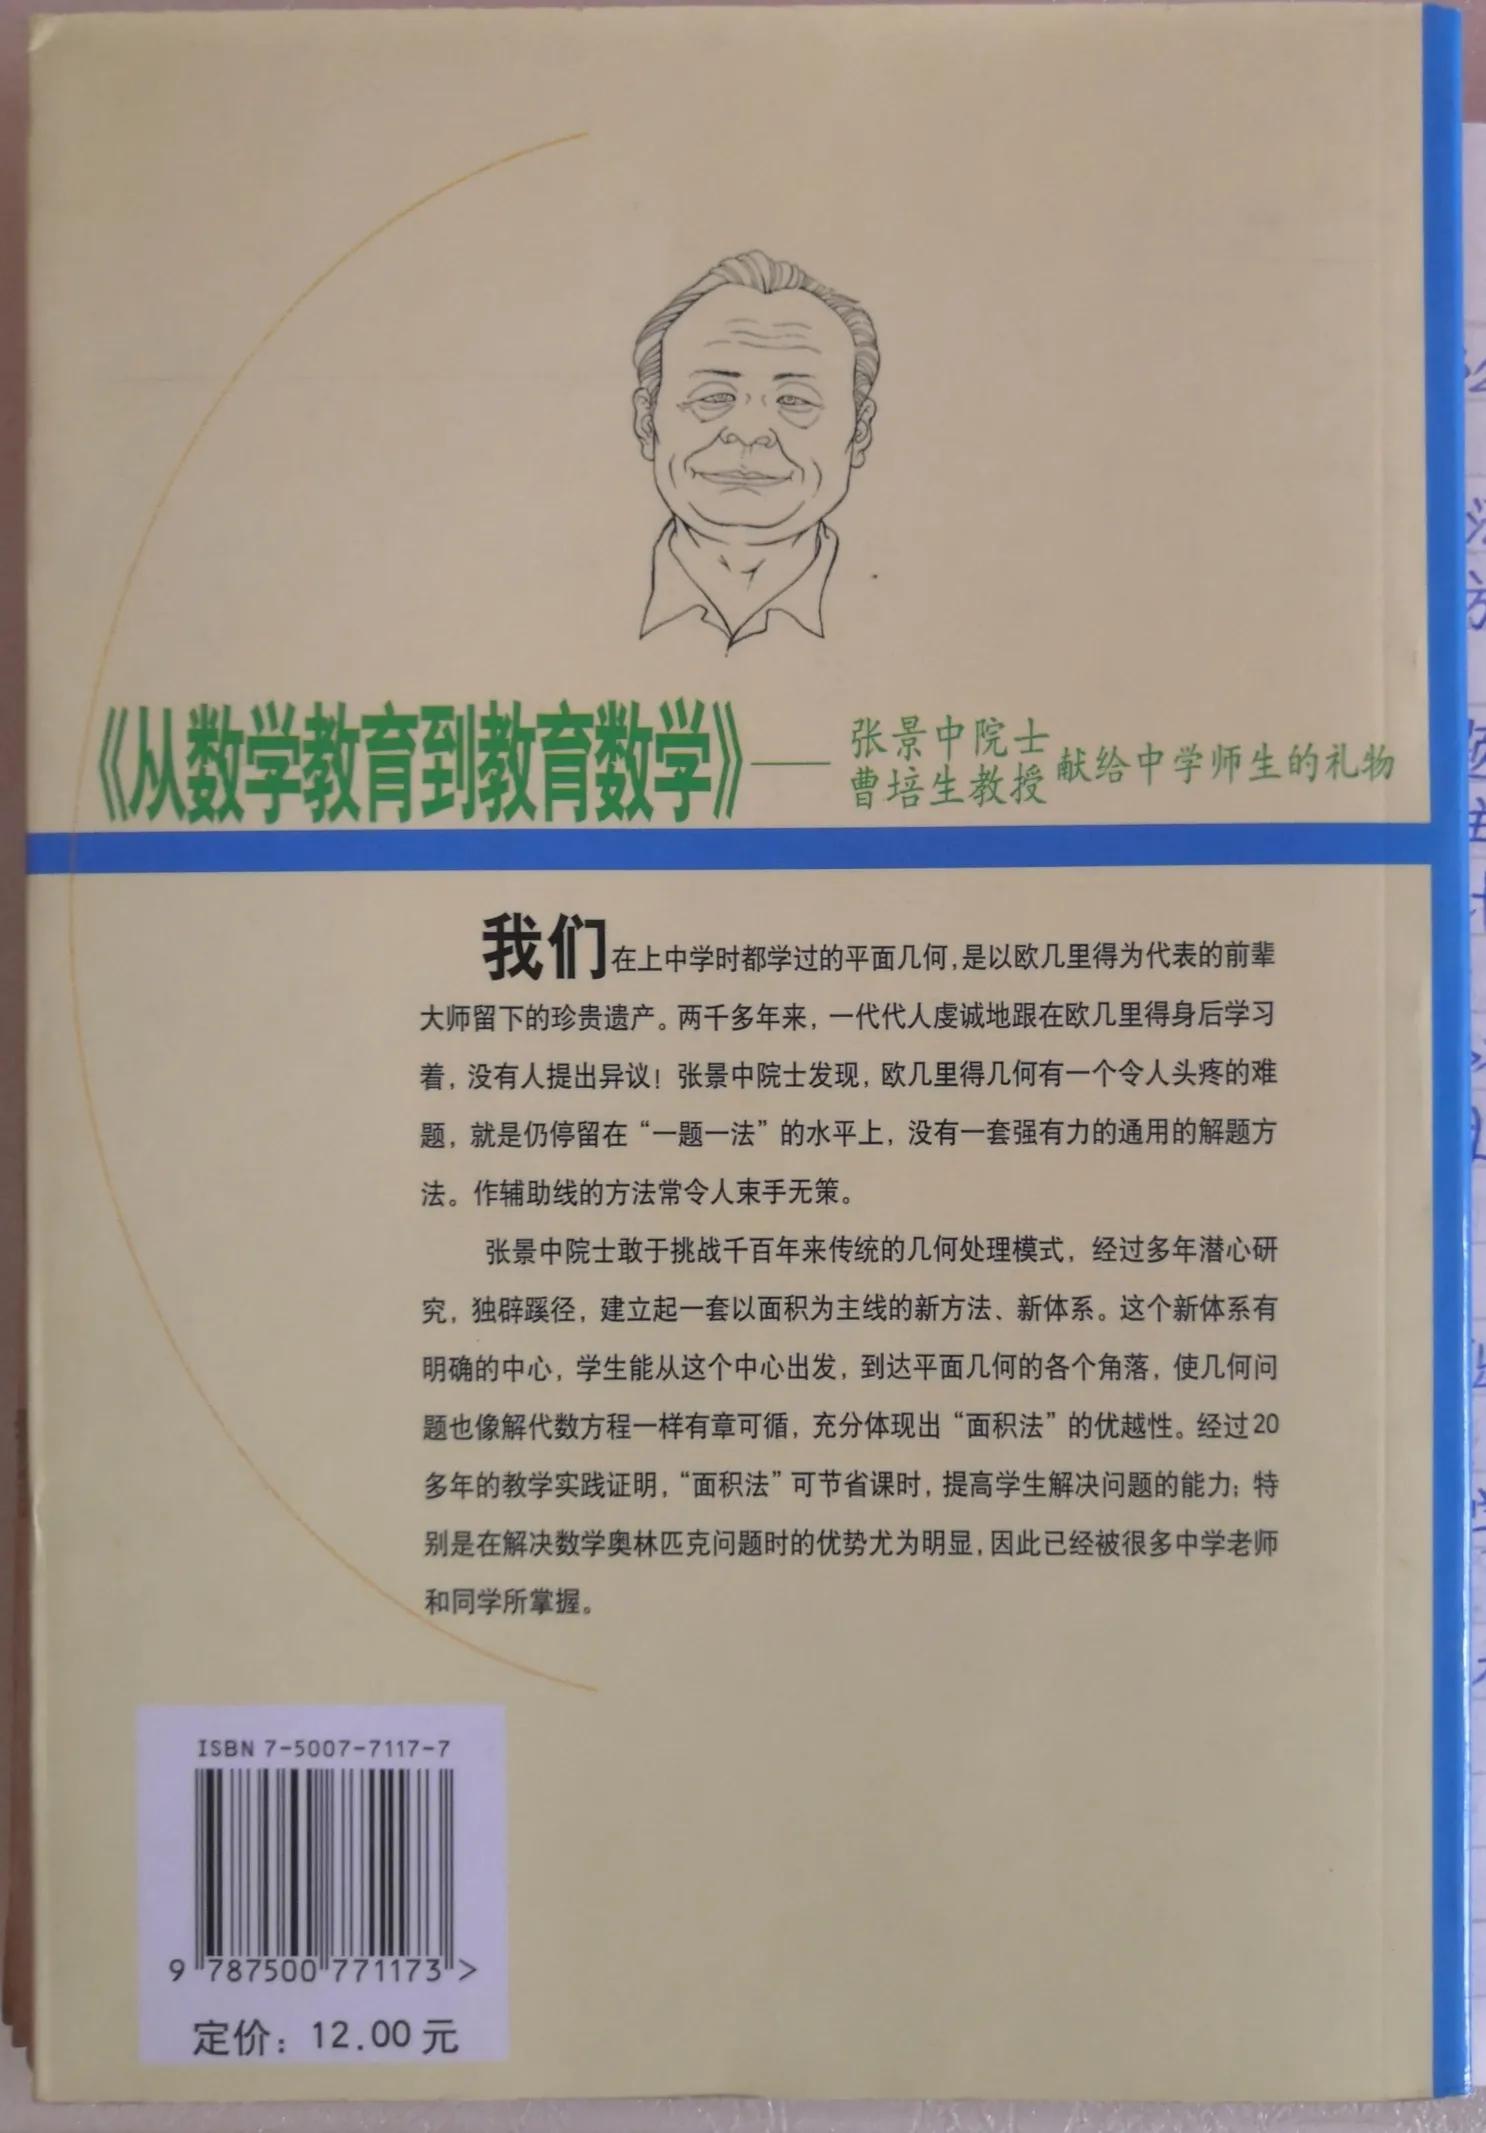 《从数学教育到教育数学》——张景中院士
曹培生教授
献给中学师生的礼物
我们在上中学时都学过的平面几何,是以欧几里得为代表的前辈
大师留下的珍贵遗产。两千多年来，一代代人虔诚地跟在欧几里得身后学习
着，没有人提出异议！张景中院士发现，欧几里得几何有一个令人头疼的难
题，就是仍停留在“一题一法”的水平上，没有一套强有力的通用的解题方
法。作辅助线的方法常令人束手无策。
张景中院士敢于挑战千百年来传统的几何处理模式，经过多年潜心研
究，独辟蹊径，建立起一套以面积为主线的新方法、新体系。这个新体系有
明确的中心，学生能从这个中心出发，到达平面几何的各个角落，使几何问
题也像解代数方程一样有章可循，充分体现出“面积法”的优越性。经过20
多年的教学实践证明，“面积法”可节省课时，提高学生解决问题的能力；特
别是在解决数学奥林匹克问题时的优势尤为明显，因此已经被很多中学老师
和同学所掌握。
ISBN 7-5007-7117-7
9 787500 771173 >
定价：12.00元